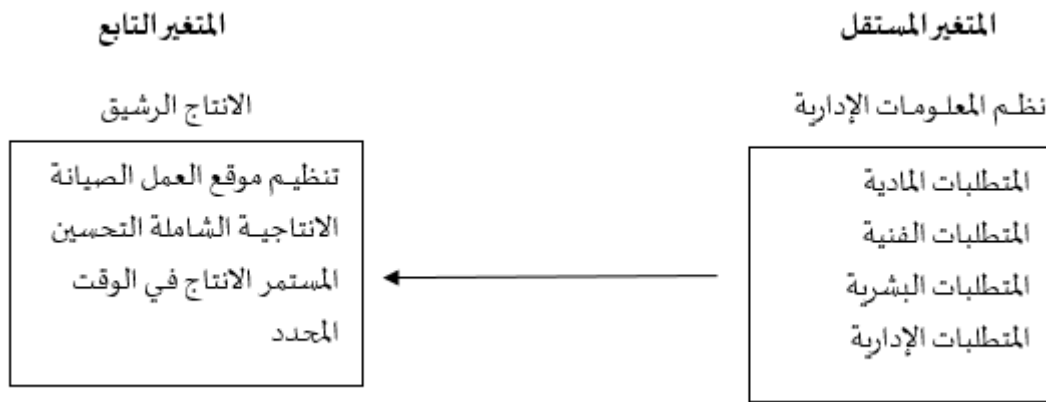 المتغير المستقل
نظم المعلومات الإدارية
المتطلبات المادية
المتطلبات الفنية
المتطلبات البشرية
المتطلبات الإدارية
المتغير التابع
الانتاج الرشيق
تنظيم موقع العمل الصيانة
الانتاجية الشاملة التحسين
المستمر الانتاج في الوقت
المحدد